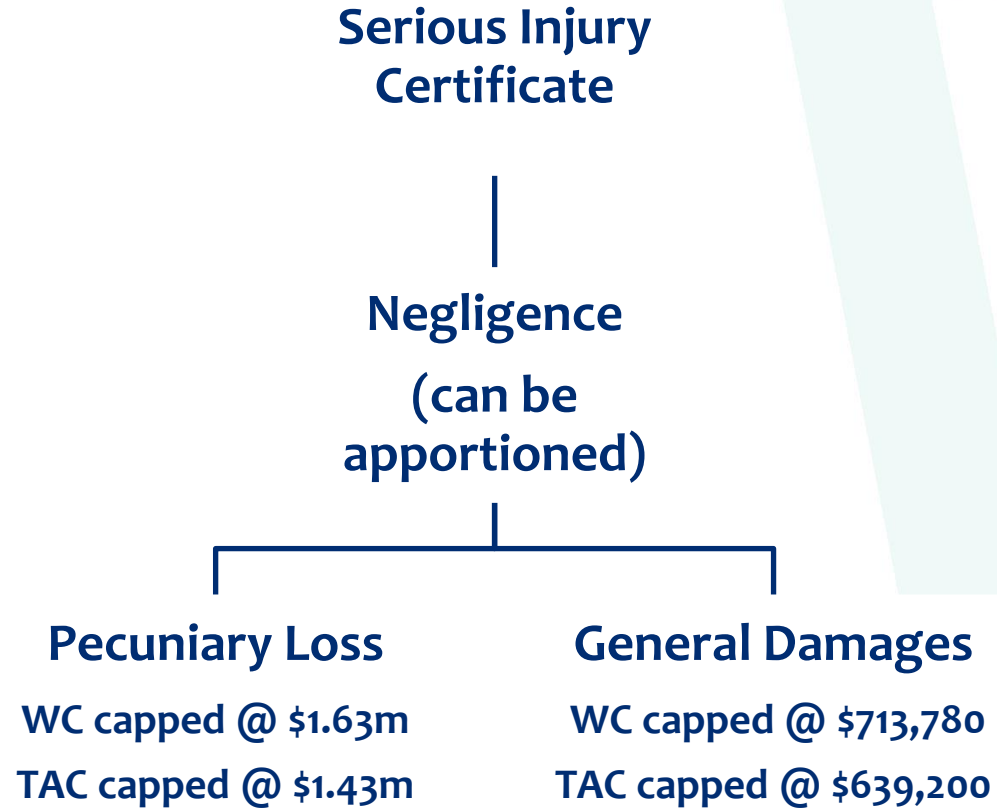 Serious Injury
Certificate
Negligence
(can be
apportioned)
Pecuniary Loss
WC capped @ $1.63m
TAC capped @ $1.43m
General Damages
WC capped @ $713,780
TAC capped @ $639,200